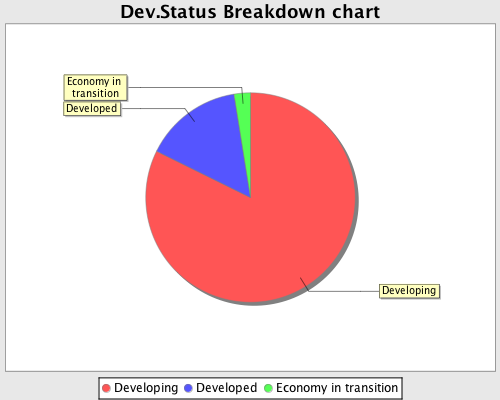 Dev.Status Breakdown chart
Economy in
transition
Developed
Developing
Developing Developed Economy in transition